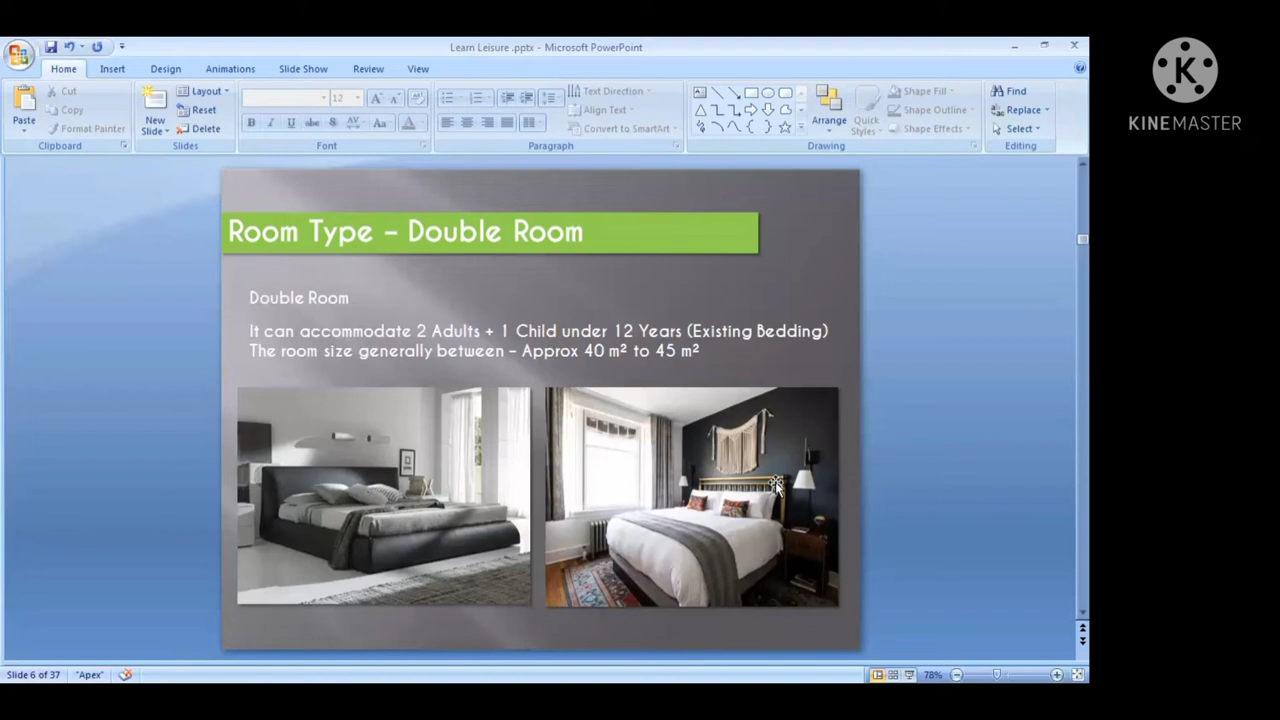 Learn Leisure .pptx - Microsoft PowerPoint
Home Insert Design Animations Slide Show Review View
Paste
Cut
Copy
Format Painter
Clipboard
New Slide
Layout
Reset
Delete
Slides
12
A A
B I U abc S AV Aa A
Font
Text Direction
Align Text
Convert to SmartArt
Paragraph
Arrange
Quick Styles
Shape Fill
Shape Outline
Shape Effects
Drawing
Find
Replace
Select
Editing
K
KINEMASTER
Room Type – Double Room
Double Room
It can accommodate 2 Adults + 1 Child under 12 Years (Existing Bedding)
The room size generally between – Approx 40 m² to 45 m²
Slide 6 of 37 "Apex" 78%